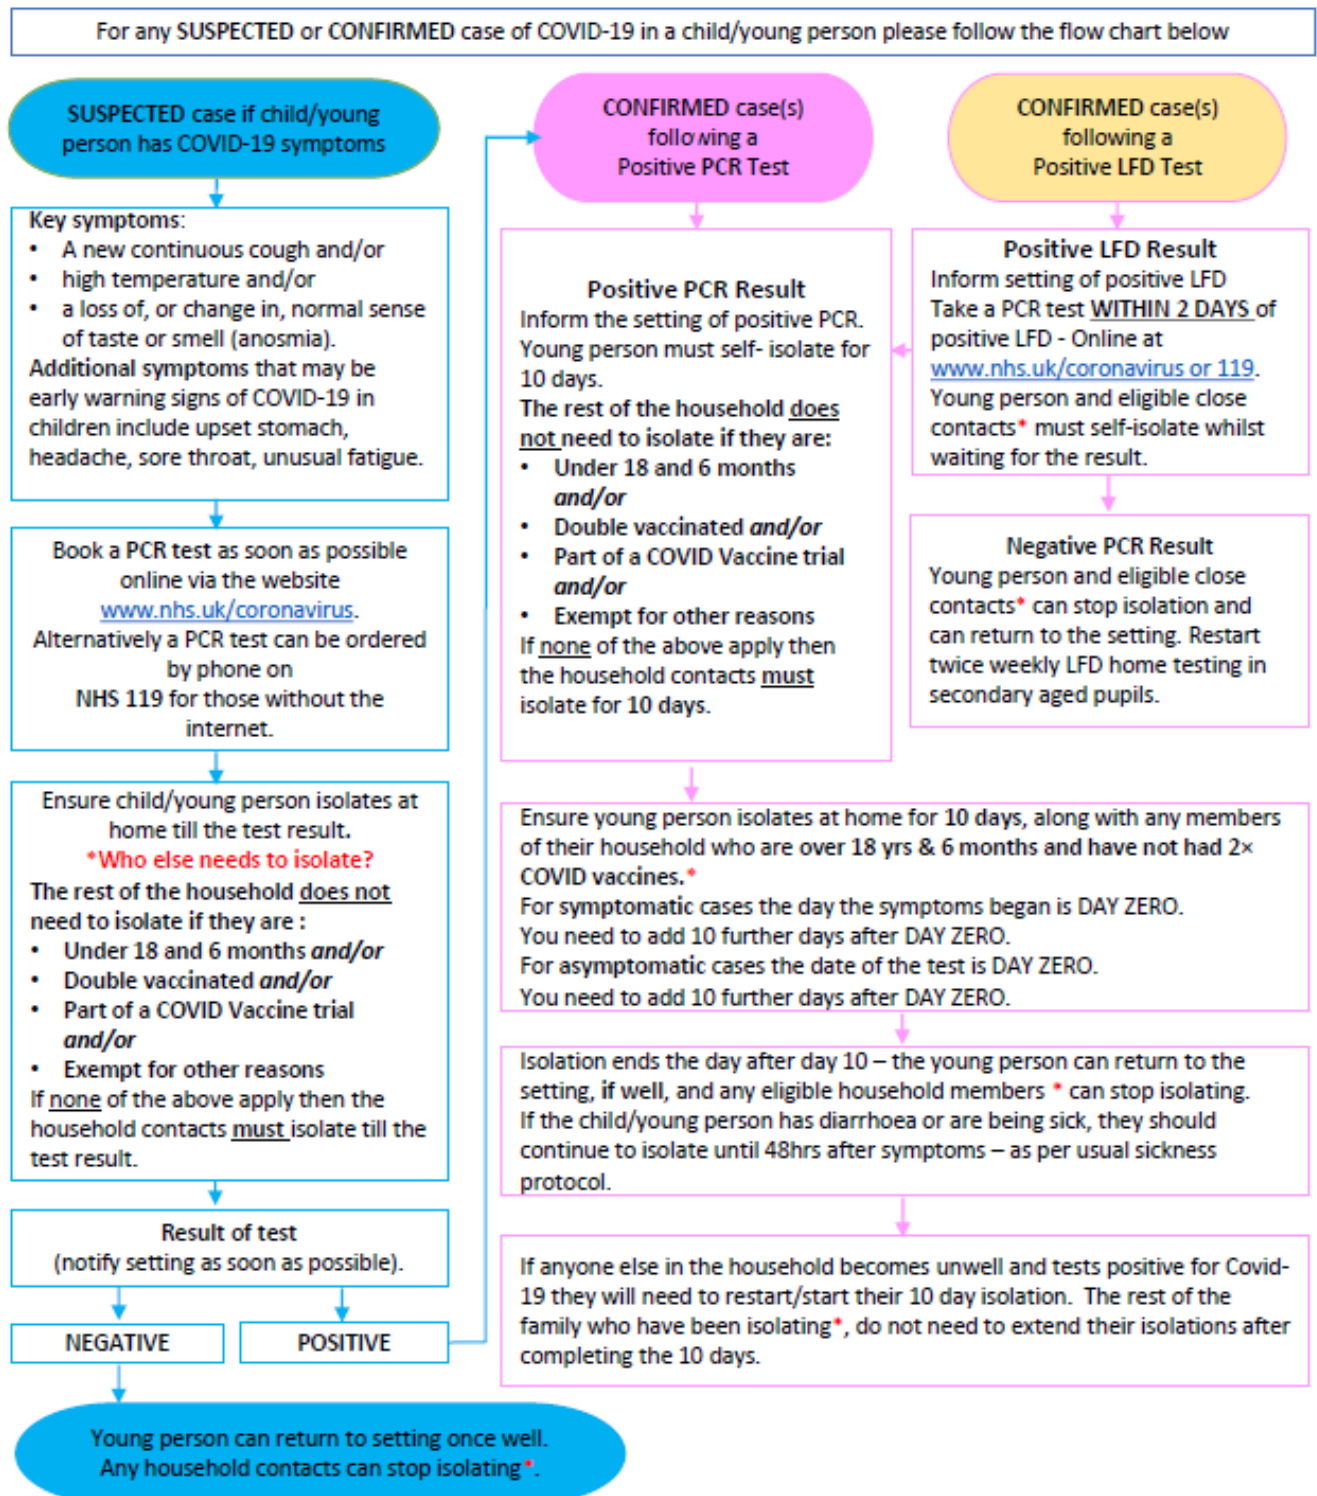 For any SUSPECTED or CONFIRMED case of COVID-19 in a child/young person please follow the flow chart below
SUSPECTED case if child/young
person has COVID-19 symptoms
Key symptoms:
• A new continuous cough and/or
• high temperature and/or
• a loss of, or change in, normal sense
of taste or smell (anosmia).
Additional symptoms that may be
early warning signs of COVID-19 in
children include upset stomach,
headache, sore throat, unusual fatigue.
Book a PCR test as soon as possible
online via the website
www.nhs.uk/coronavirus.
Alternatively a PCR test can be ordered
by phone on
NHS 119 for those without the
internet.
Ensure child/young person isolates at
home till the test result.
*Who else needs to isolate?
The rest of the household does not
need to isolate if they are :
• Under 18 and 6 months and/or
• Double vaccinated and/or
• Part of a COVID Vaccine trial
and/or
• Exempt for other reasons
If none of the above apply then the
household contacts must isolate till the
test result.
Result of test
(notify setting as soon as possible).
NEGATIVE
POSITIVE
Young person can return to setting once well.
Any household contacts can stop isolating*.
CONFIRMED case(s)
following a
Positive PCR Test
Positive PCR Result
Inform the setting of positive PCR.
Young person must self- isolate for
10 days.
The rest of the household does
not need to isolate if they are:
• Under 18 and 6 months
and/or
• Double vaccinated and/or
• Part of a COVID Vaccine trial
and/or
• Exempt for other reasons
If none of the above apply then
the household contacts must
isolate for 10 days.
CONFIRMED case(s)
following a
Positive LFD Test
Positive LFD Result
Inform setting of positive LFD
Take a PCR test WITHIN 2 DAYS of
positive LFD - Online at
www.nhs.uk/coronavirus or 119.
Young person and eligible close
contacts* must self-isolate whilst
waiting for the result.
Negative PCR Result
Young person and eligible close
contacts* can stop isolation and
can return to the setting. Restart
twice weekly LFD home testing in
secondary aged pupils.
Ensure young person isolates at home for 10 days, along with any members
of their household who are over 18 yrs & 6 months and have not had 2×
COVID vaccines.*
For symptomatic cases the day the symptoms began is DAY ZERO.
You need to add 10 further days after DAY ZERO.
For asymptomatic cases the date of the test is DAY ZERO.
You need to add 10 further days after DAY ZERO.
Isolation ends the day after day 10 – the young person can return to the
setting, if well, and any eligible household members * can stop isolating.
If the child/young person has diarrhoea or are being sick, they should
continue to isolate until 48hrs after symptoms – as per usual sickness
protocol.
If anyone else in the household becomes unwell and tests positive for Covid-
19 they will need to restart/start their 10 day isolation. The rest of the
family who have been isolating*, do not need to extend their isolations after
completing the 10 days.